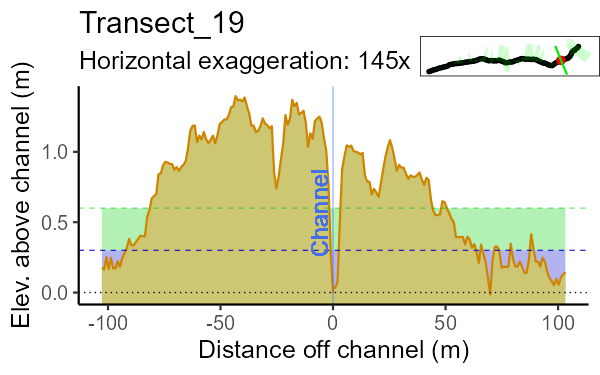 Transect_19
Horizontal exaggeration: 145x
Elev. above channel (m)
1.0
0.5
0.0
Channel
-100
-50
0
50
100
Distance off channel (m)